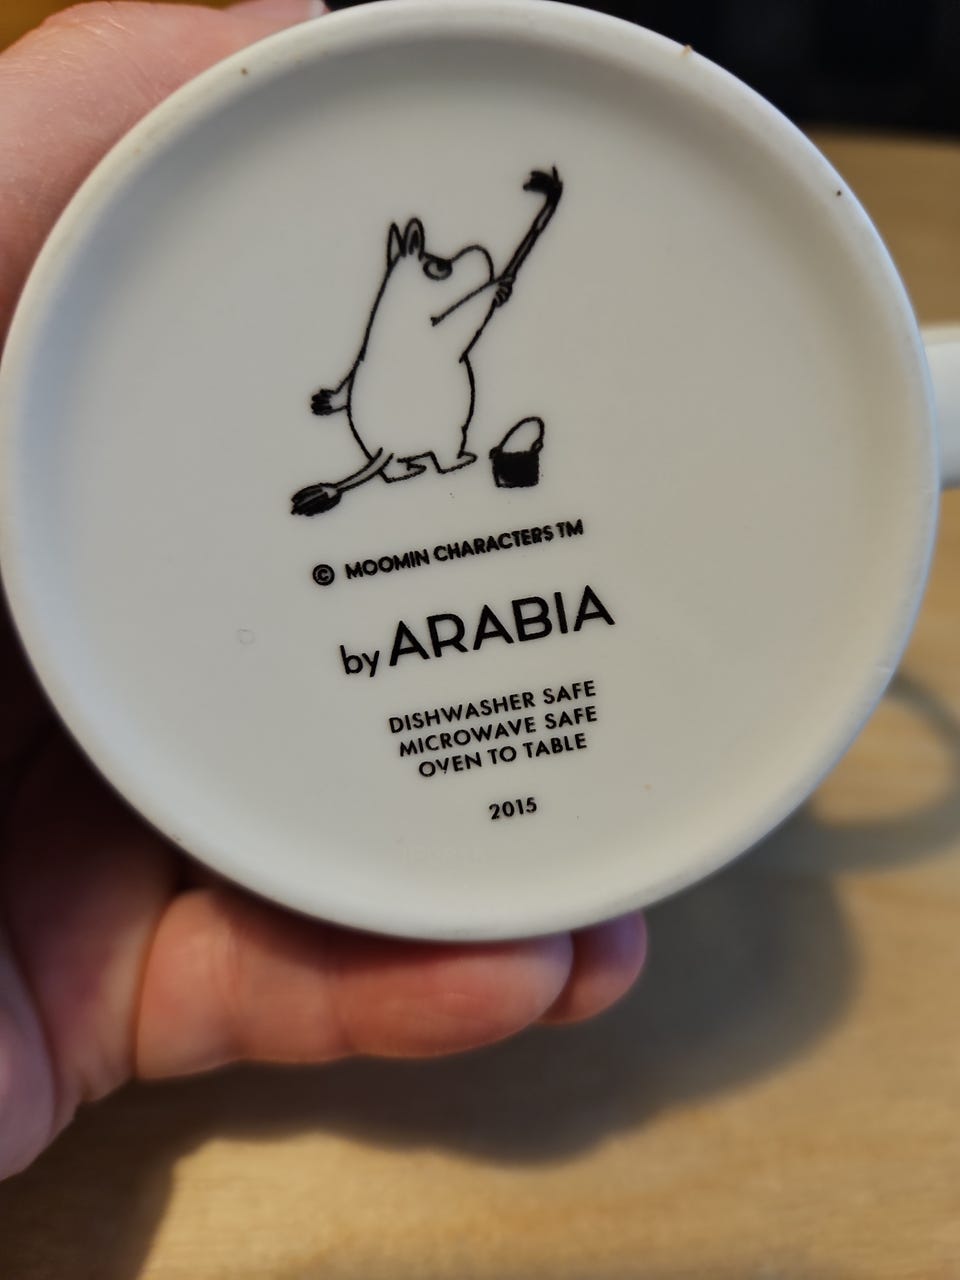 © MOOMIN CHARACTERS TM
by ARABIA
DISHWASHER SAFE
MICROWAVE SAFE
OVEN TO TABLE
2015